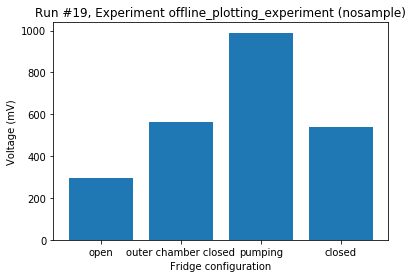 Run #19, Experiment offline_plotting_experiment (nosample)
1000
800
600
400
200
0
Voltage (mV)
open outer chamber closed pumping closed
Fridge configuration